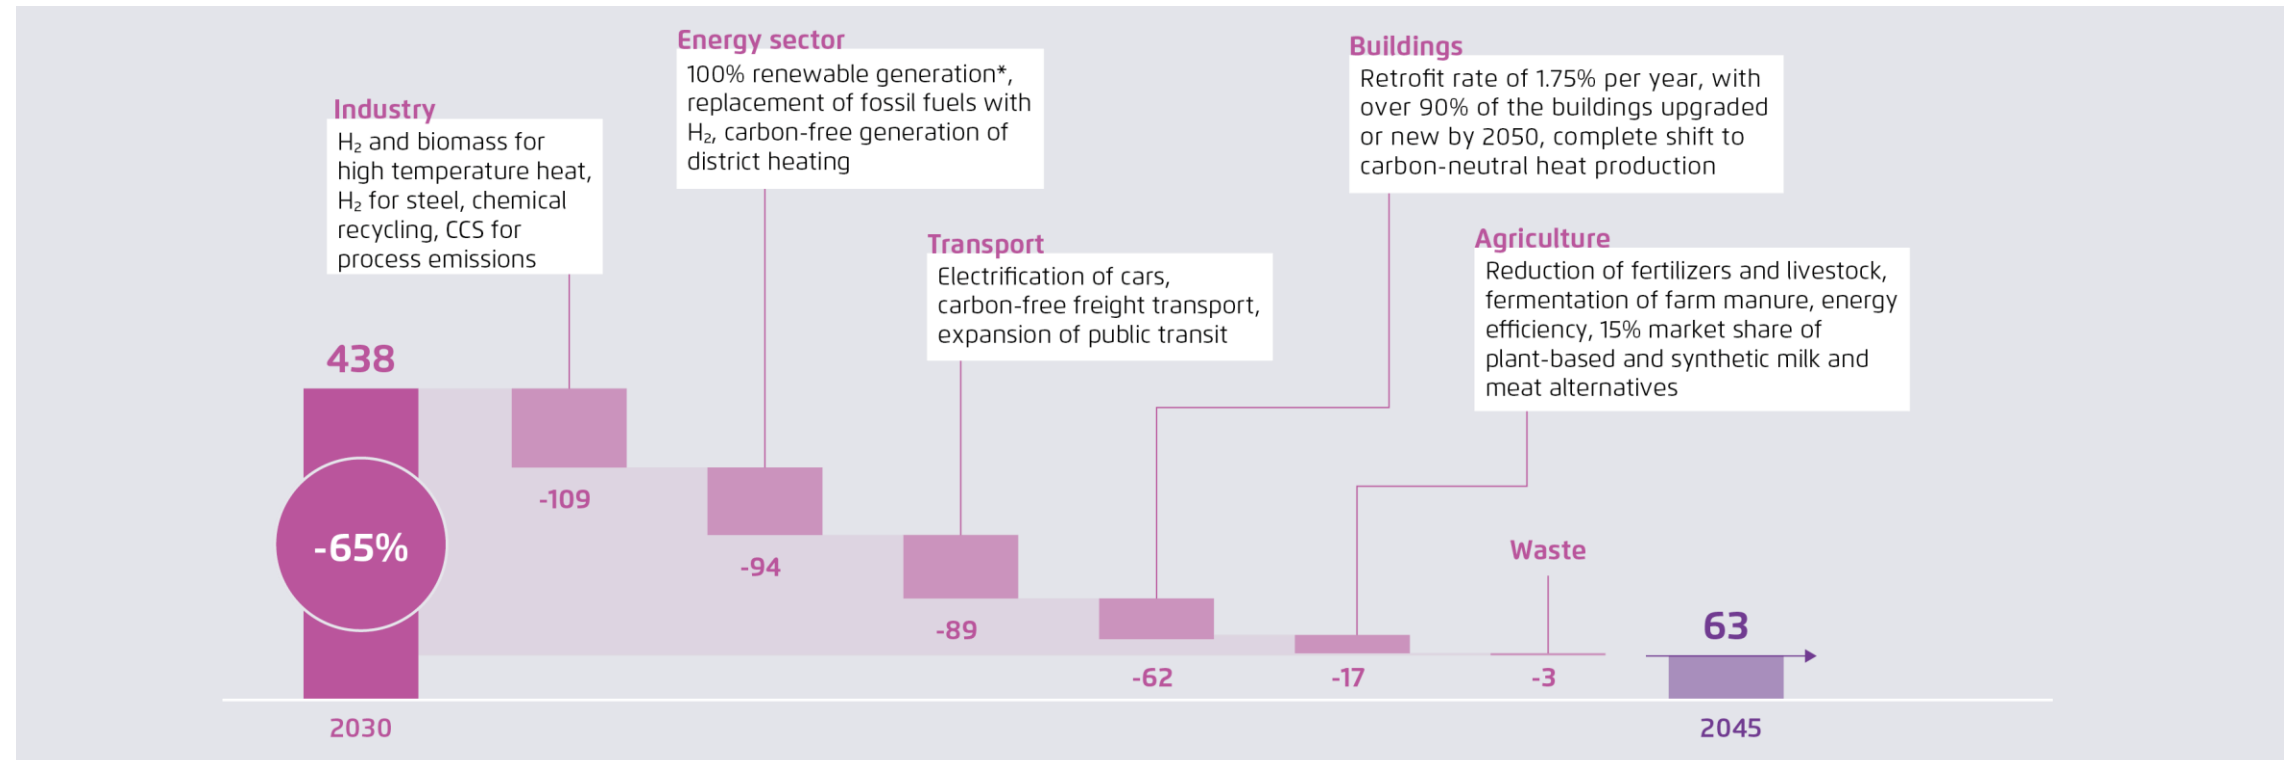 Energy sector
100% renewable generation*,
replacement of fossil fuels with
H₂, carbon-free generation of
district heating
Buildings
Retrofit rate of 1.75% per year, with
over 90% of the buildings upgraded
or new by 2050, complete shift to
carbon-neutral heat production
Industry
H₂ and biomass for
high temperature heat,
H₂ for steel, chemical
recycling, CCS for
process emissions
Transport
Electrification of cars,
carbon-free freight transport,
expansion of public transit
Agriculture
Reduction of fertilizers and livestock,
fermentation of farm manure, energy
efficiency, 15% market share of
plant-based and synthetic milk and
meat alternatives
438
-65%
-109
-94
-89
-62
-17
Waste
-3
63
2030
2045